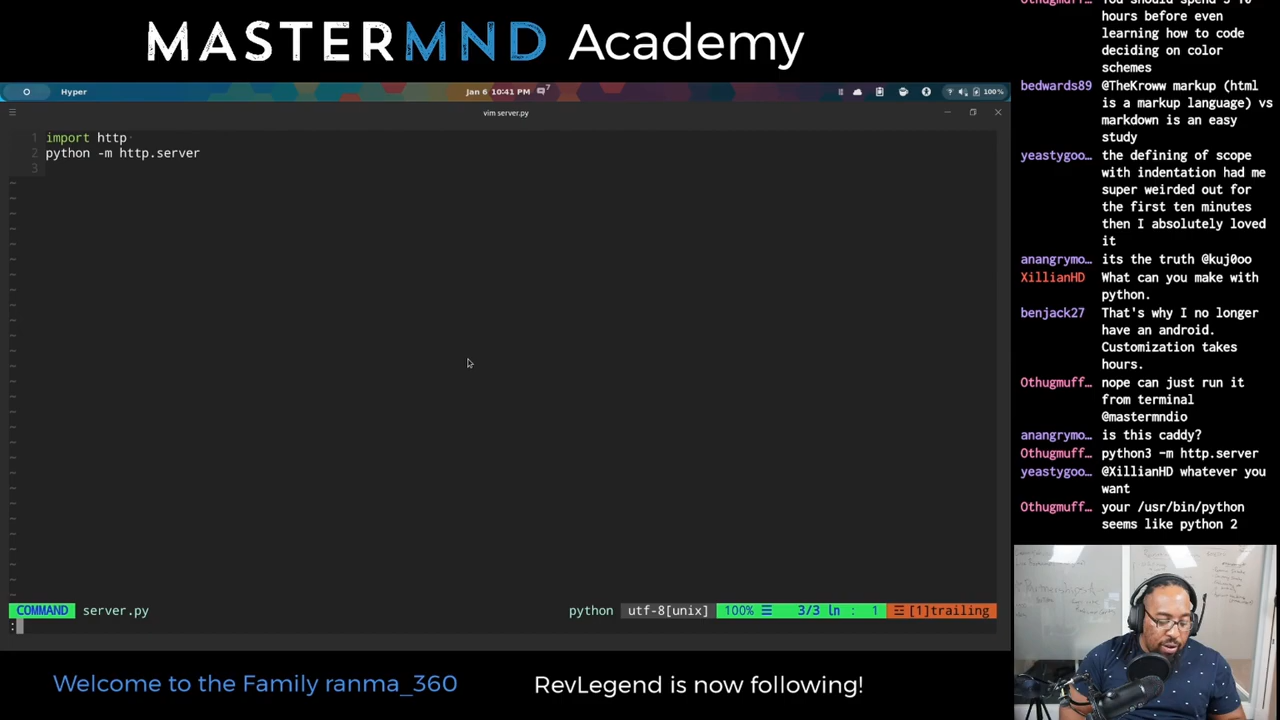 MASTERMND Academy
Hyper
Jan 6 10:41 PM
7
100%
vim server.py
1 import http
2 python -m http.server
3
COMMAND server.py
python utf-8[unix] 100% ☰ 3/3 ln : 1 ☲ [1]trailing
:
Welcome to the Family ranma_360
RevLegend is now following!
hours before even
learning how to code
deciding on color
schemes
bedwards89 @TheKroww markup (html
is a markup language) vs
markdown is an easy
study
yeastygoo… the defining of scope
with indentation had me
super weirded out for
the first ten minutes
then I absolutely loved
it
anangrymo… its the truth @kuj0oo
XillianHD What can you make with
python.
benjack27 That's why I no longer
have an android.
Customization takes
hours.
Othugmuff… nope can just run it
from terminal
@mastermndio
anangrymo… is this caddy?
Othugmuff… python3 -m http.server
yeastygoo… @XillianHD whatever you
want
Othugmuff… your /usr/bin/python
seems like python 2